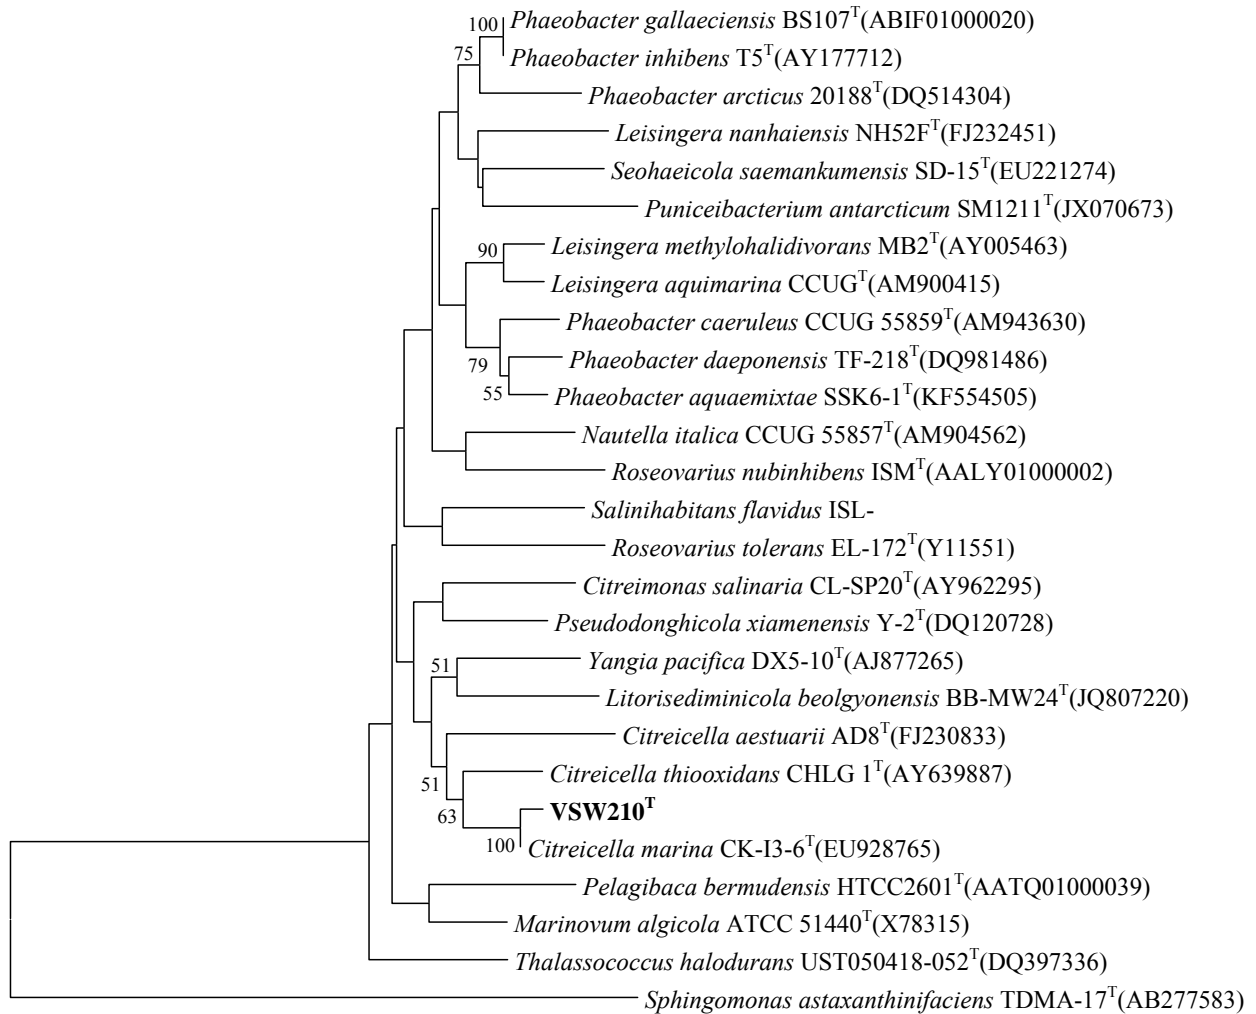 100 Phaeobacter gallaeciensis BS107ᵀ(ABIF01000020)
75
Phaeobacter inhibens T5ᵀ(AY177712)
Phaeobacter arcticus 20188ᵀ(DQ514304)
Leisingera nanhaiensis NH52Fᵀ(FJ232451)
Seohaeicola saemankumensis SD-15ᵀ(EU221274)
Puniceibacterium antarcticum SM1211ᵀ(JX070673)
90 Leisingera methylohalidivorans MB2ᵀ(AY005463)
Leisingera aquimarina CCUGᵀ(AM900415)
Phaeobacter caeruleus CCUG 55859ᵀ(AM943630)
79 Phaeobacter daeponensis TF-218ᵀ(DQ981486)
55 Phaeobacter aquaemixtae SSK6-1ᵀ(KF554505)
Nautella italica CCUG 55857ᵀ(AM904562)
Roseovarius nubinhibens ISMᵀ(AALY01000002)
Salinihabitans flavidus ISL-
Roseovarius tolerans EL-172ᵀ(Y11551)
Citreimonas salinaria CL-SP20ᵀ(AY962295)
Pseudodonghicola xiamenensis Y-2ᵀ(DQ120728)
51 Yangia pacifica DX5-10ᵀ(AJ877265)
Litorisediminicola beolgyonensis BB-MW24ᵀ(JQ807220)
Citreicella aestuarii AD8ᵀ(FJ230833)
51 Citreicella thiooxidans CHLG 1ᵀ(AY639887)
63 VSW210ᵀ
100 Citreicella marina CK-I3-6ᵀ(EU928765)
Pelagibaca bermudensis HTCC2601ᵀ(AATQ01000039)
Marinovum algicola ATCC 51440ᵀ(X78315)
Thalassococcus halodurans UST050418-052ᵀ(DQ397336)
Sphingomonas astaxanthinifaciens TDMA-17ᵀ(AB277583)